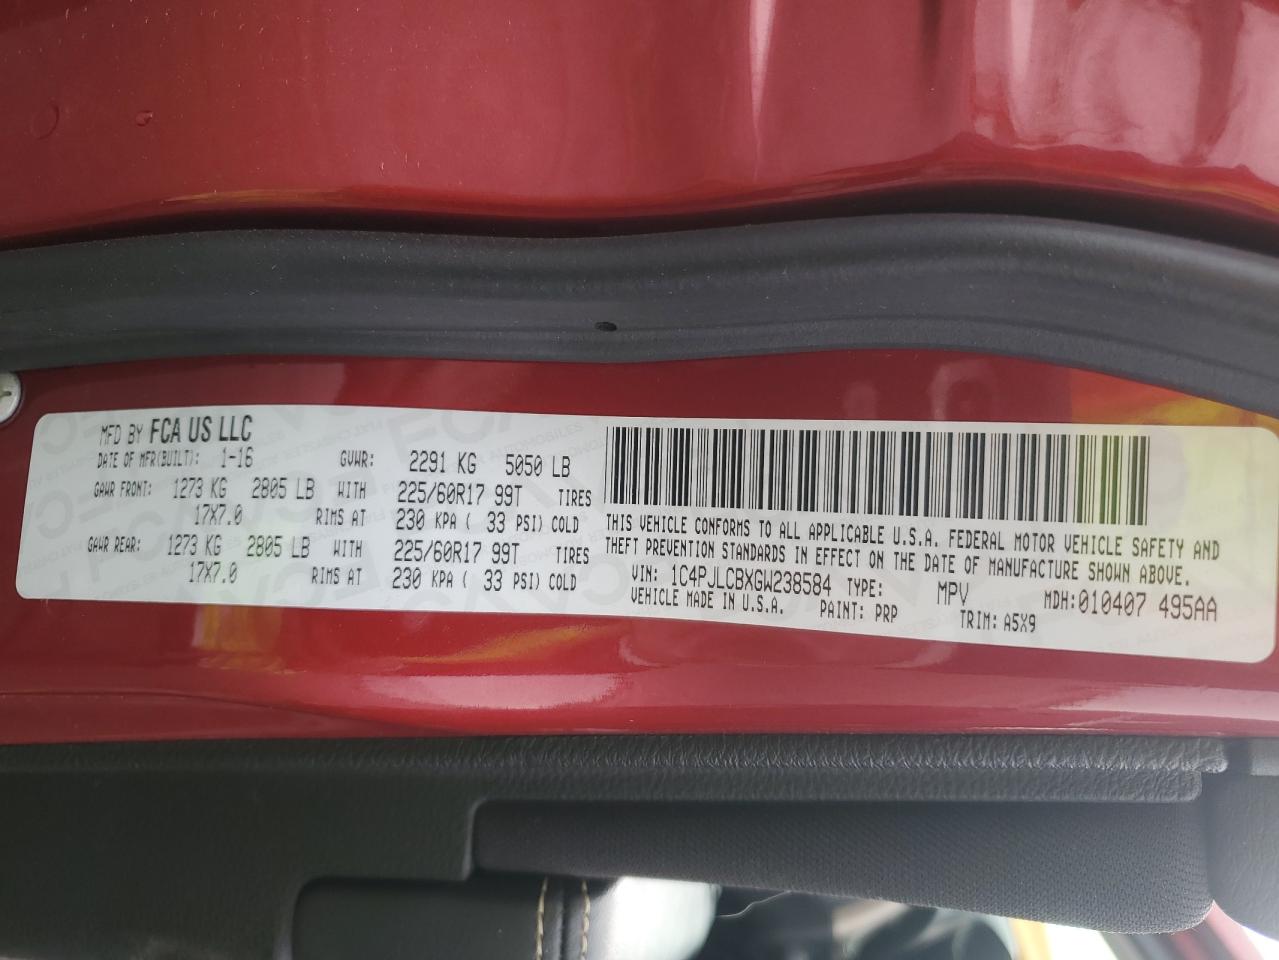 MFD BY FCA US LLC
DATE OF MFR(BUILT): 1-16 GVWR: 2291 KG 5050 LB
GAWR FRONT: 1273 KG 2805 LB WITH 225/60R17 99T TIRES
17X7.0 RIMS AT 230 KPA ( 33 PSI) COLD
GAWR REAR: 1273 KG 2805 LB WITH 225/60R17 99T TIRES
17X7.0 RIMS AT 230 KPA ( 33 PSI) COLD
THIS VEHICLE CONFORMS TO ALL APPLICABLE U.S.A. FEDERAL MOTOR VEHICLE SAFETY AND
THEFT PREVENTION STANDARDS IN EFFECT ON THE DATE OF MANUFACTURE SHOWN ABOVE.
VIN: 1C4PJLCBXGW238584 TYPE: MPV MDH:010407 495AA
VEHICLE MADE IN U.S.A. PAINT: PRP TRIM: A5X9